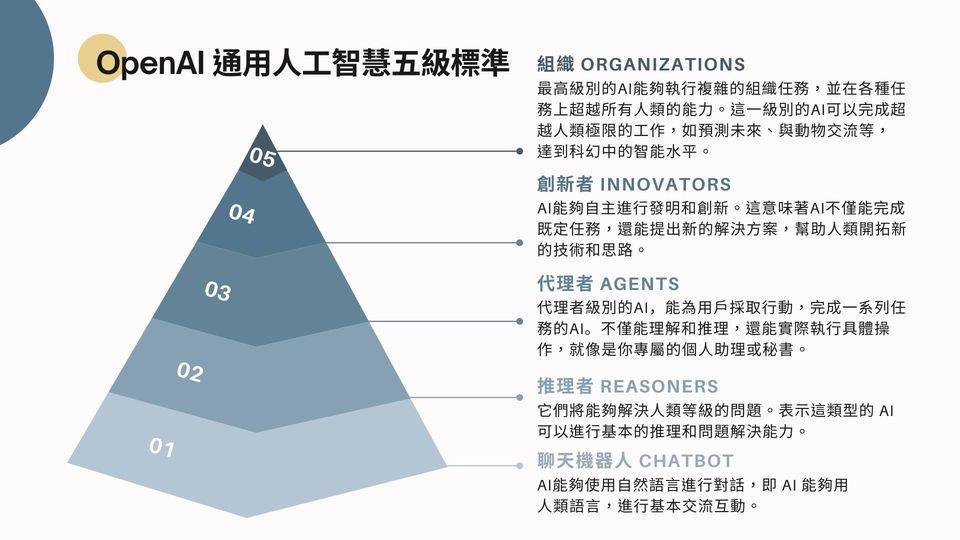 OpenAI 通用人工智慧五級標準
05
04
03
02
01
組織 ORGANIZATIONS
最高級別的AI能夠執行複雜的組織任務，並在各種任
務上超越所有人類的能力。這一級別的AI可以完成超
越人類極限的工作，如預測未來、與動物交流等，
達到科幻中的智能水平。
創新者 INNOVATORS
AI能夠自主進行發明和創新。這意味著AI不僅能完成
既定任務，還能提出新的解決方案，幫助人類開拓新
的技術和思路。
代理者 AGENTS
代理者級別的AI，能為用戶採取行動，完成一系列任
務的AI。不僅能理解和推理，還能實際執行具體操
作，就像是你專屬的個人助理或秘書。
推理者 REASONERS
它們將能夠解決人類等級的問題。表示這類型的 AI
可以進行基本的推理和問題解決能力。
聊天機器人 CHATBOT
AI能夠使用自然語言進行對話，即 AI 能夠用
人類語言，進行基本交流互動。